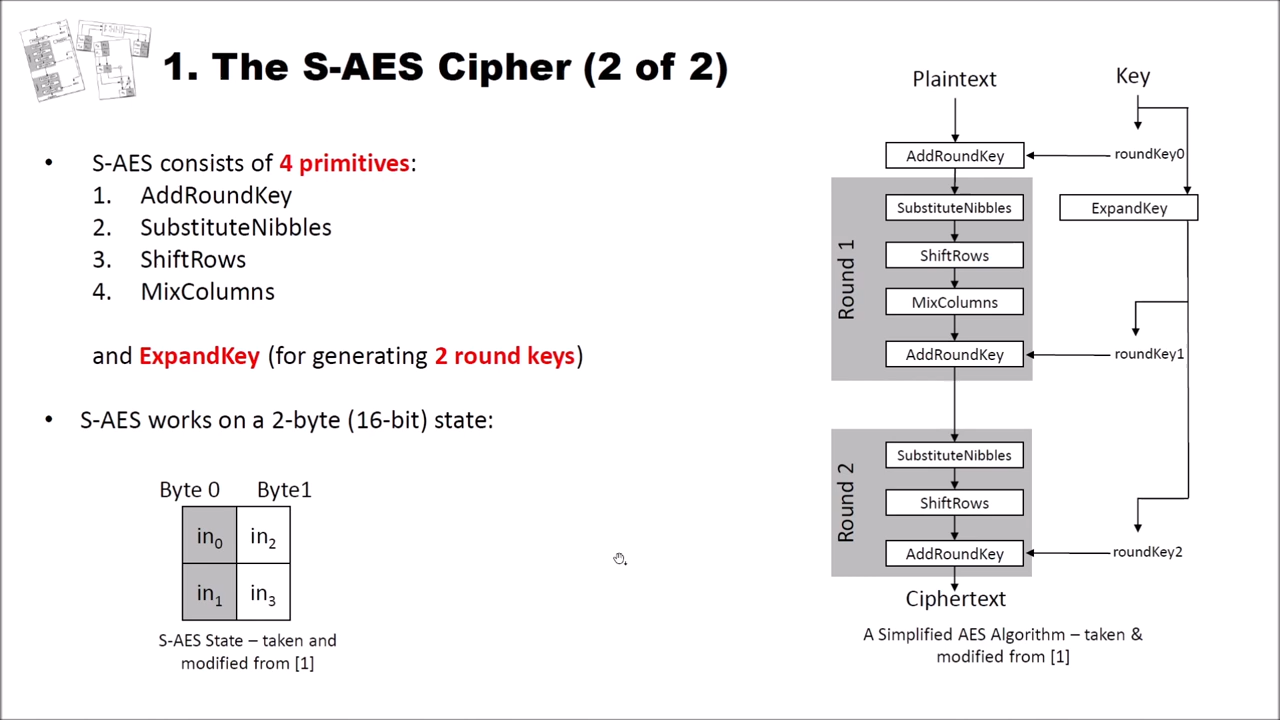 1. The S-AES Cipher (2 of 2)
• S-AES consists of 4 primitives:
1. AddRoundKey
2. SubstituteNibbles
3. ShiftRows
4. MixColumns
and ExpandKey (for generating 2 round keys)
• S-AES works on a 2-byte (16-bit) state:
Byte 0 Byte1
in0 in2
in1 in3
S-AES State – taken and
modified from [1]
Plaintext Key
AddRoundKey roundKey0
Round 1
SubstituteNibbles ExpandKey
ShiftRows
MixColumns
AddRoundKey roundKey1
Round 2
SubstituteNibbles
ShiftRows
AddRoundKey roundKey2
Ciphertext
A Simplified AES Algorithm – taken &
modified from [1]